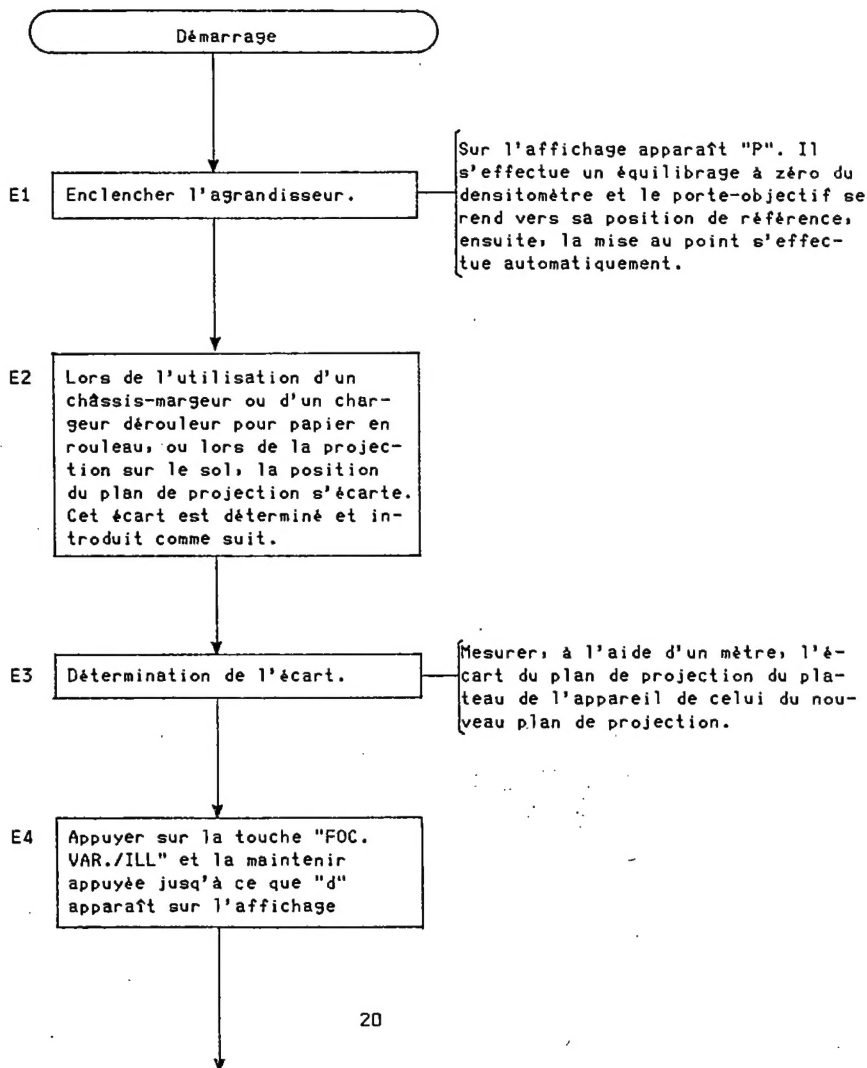 Démarrage
E1 Enclencher l'agrandisseur.
Sur l'affichage apparaît "P". Il
s'effectue un équilibrage à zéro du
densitomètre et le porte-objectif se
rend vers sa position de référence,
ensuite, la mise au point s'effec-
tue automatiquement.
E2 Lors de l'utilisation d'un
châssis-margeur ou d'un char-
geur dérouleur pour papier en
rouleau, ou lors de la projec-
tion sur le sol, la position
du plan de projection s'écarte.
Cet écart est déterminé et in-
troduit comme suit.
E3 Détermination de l'écart.
Mesurer, à l'aide d'un mètre, l'é-
cart du plan de projection du pla-
teau de l'appareil de celui du nou-
veau plan de projection.
E4 Appuyer sur la touche "FOC.
VAR./ILL" et la maintenir
appuyée jusq'à ce que "d"
apparaît sur l'affichage
20